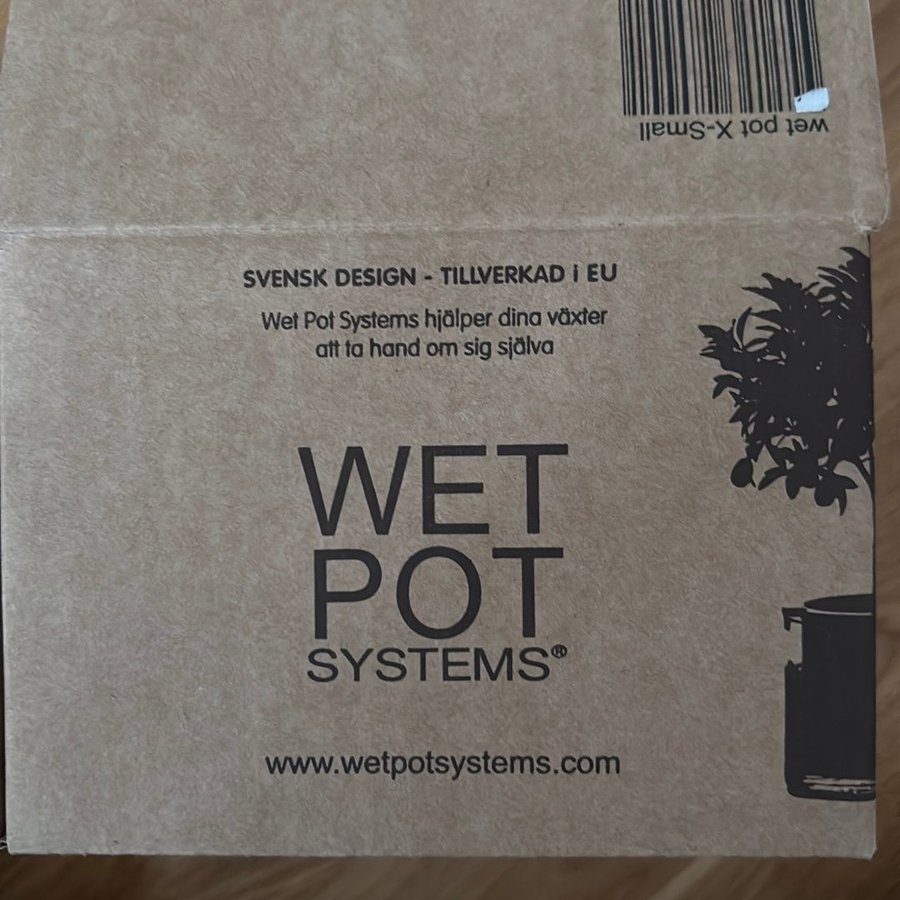 wet pot X-Small
SVENSK DESIGN - TILLVERKAD i EU
Wet Pot Systems hjälper dina växter
att ta hand om sig själva
WET
POT
SYSTEMS®
www.wetpotsystems.com